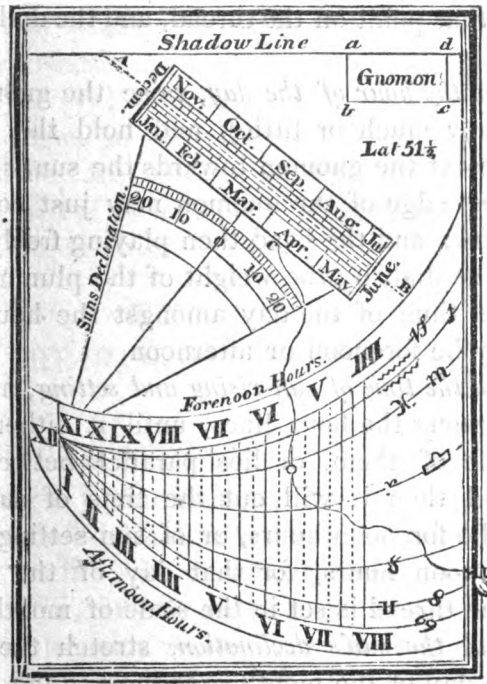 Shadow Line
a d
Gnomon
b c
Lat. 51½
A
Decem.
Nov. Oct. Sep. Aug. Jul
Jan. Feb. Mar. Apr. May
June.
B
Suns Declination
20 10 10 20
Forenoon Hours.
XII XI X IX VIII VII VI V IIII
I II III IIII V VI VII VIII
Afternoon Hours.